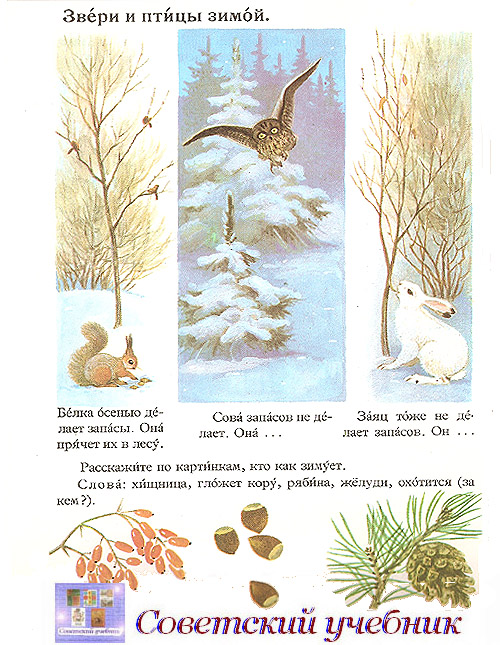 Зве́ри и пти́цы зимо́й.
Бе́лка о́сенью де́-
лает запа́сы. Она́
пря́чет их в лесу́.
Сова́ запа́сов не де́-
лает. Она́ ...
За́яц то́же не де́-
лает запа́сов. Он ...
Расскажи́те по карти́нкам, кто как зиму́ет.
Слова́: хи́щница, гло́жет кору́, ряби́на, жёлуди, охо́тится (за
кем?).
Советский учебник
Советский учебник